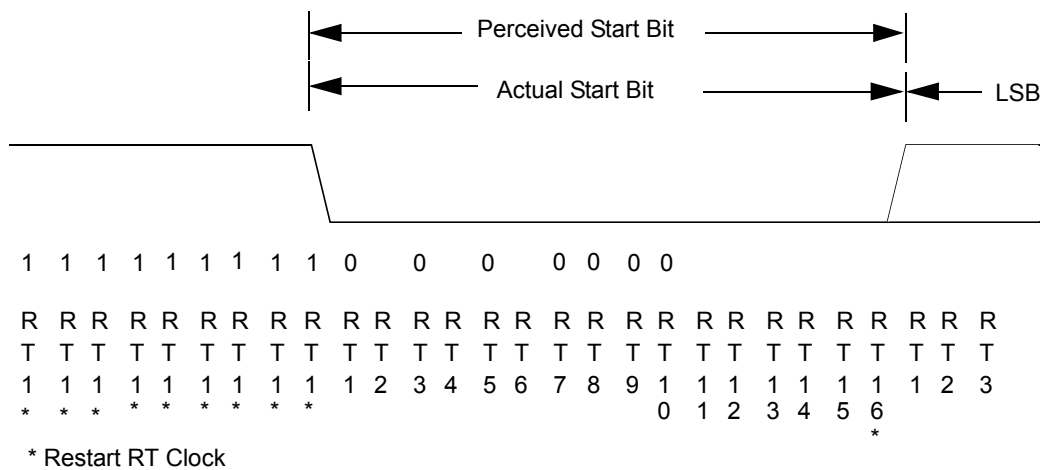 Perceived Start Bit
Actual Start Bit
LSB
1 1 1 1 1 1 1 1 1 0 0 0 0 0 0 0
R R R R R R R R R R R R R R R R R R R R R R R R R R R R
T T T T T T T T T T T T T T T T T T T T T T T T T T T T
1 1 1 1 1 1 1 1 1 1 2 3 4 5 6 7 8 9 1 1 1 1 1 1 1 1 2 3
* * * * * * * * * 0 1 2 3 4 5 6
*
* Restart RT Clock